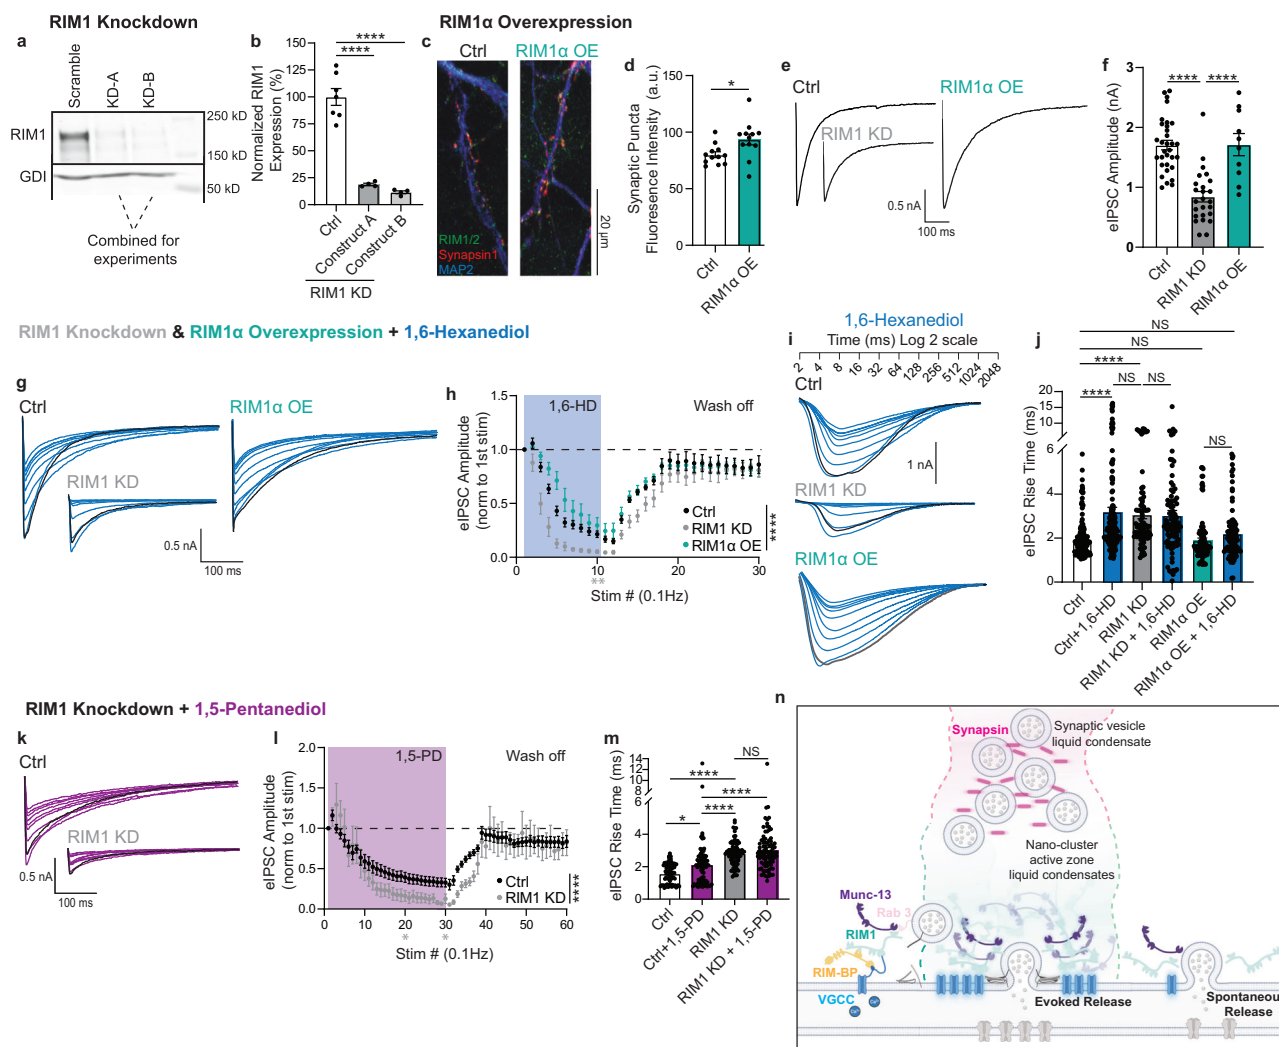 RIM1 Knockdown
RIM1α Overexpression
a
Scramble
KD-A
KD-B
250 kD
RIM1
150 kD
GDI
50 kD
Combined for
experiments
b
****
****
Normalized RIM1
Expression (%)
150
125
100
75
50
25
0
Ctrl
Construct A
Construct B
RIM1 KD
c
Ctrl
RIM1α OE
RIM1/2
Synapsin1
MAP2
20 µm
d
*
Synaptic Puncta
Fluoresence Intensity (a.u.)
150
100
50
0
Ctrl
RIM1α OE
e
Ctrl
RIM1α OE
RIM1 KD
0.5 nA
100 ms
f
**** ****
eIPSC Amplitude (nA)
3
2
1
0
Ctrl
RIM1 KD
RIM1α OE
RIM1 Knockdown & RIM1α Overexpression + 1,6-Hexanediol
g
Ctrl
RIM1α OE
RIM1 KD
0.5 nA
100 ms
h
eIPSC Amplitude
(norm to 1st stim)
1.5
1.0
0.5
0.0
1,6-HD
Wash off
Ctrl
RIM1 KD
RIM1α OE
****
0 10 20 30
**
Stim # (0.1Hz)
i
1,6-Hexanediol
Time (ms) Log 2 scale
2 4 8 16 32 64 128 256 512 1024 2048
Ctrl
1 nA
RIM1 KD
RIM1α OE
j
NS
NS
****
NS NS
****
NS
eIPSC Rise Time (ms)
20
15
10
6
4
2
0
Ctrl
Ctrl+1,6-HD
RIM1 KD
RIM1 KD + 1,6-HD
RIM1α OE
RIM1α OE + 1,6-HD
RIM1 Knockdown + 1,5-Pentanediol
k
Ctrl
RIM1 KD
0.5 nA
100 ms
l
eIPSC Amplitude
(norm to 1st stim)
2.0
1.5
1.0
0.5
0.0
1,5-PD
Wash off
Ctrl
RIM1 KD
****
0 10 20 30 40 50 60
* *
Stim # (0.1Hz)
m
NS
****
****
****
*
eIPSC Rise Time (ms)
14
12
10
8
6
4
2
0
Ctrl
Ctrl+1,5-PD
RIM1 KD
RIM1 KD + 1,5-PD
n
Synapsin
Synaptic vesicle
liquid condensate
Nano-cluster
active zone
liquid condensates
Munc-13
Rab 3
RIM1
RIM-BP
VGCC
Evoked Release
Spontaneous
Release